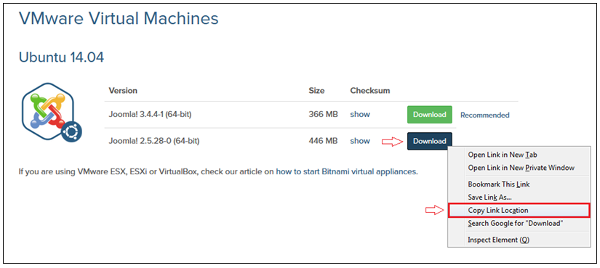 VMware Virtual Machines
Ubuntu 14.04
Version Size Checksum
Joomla! 3.4.4-1 (64-bit) 366 MB show Download Recommended
Joomla! 2.5.28-0 (64-bit) 446 MB show Download
If you are using VMware ESX, ESXi or VirtualBox, check our article on how to start Bitnami virtual appliances.
Open Link in New Tab
Open Link in New Private Window
Bookmark This Link
Save Link As...
Copy Link Location
Search Google for "Download"
Inspect Element (Q)